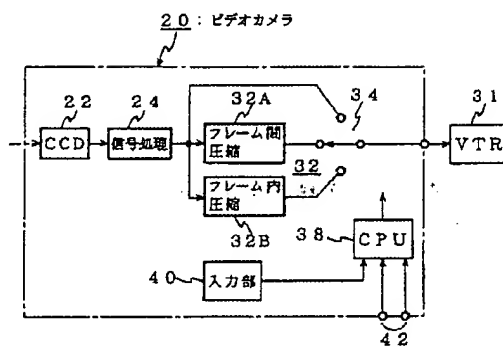 20:ビデオカメラ
22
24
32A
34
31
CCD
信号処理
フレーム間
圧縮
32
VTR
フレーム内
圧縮
32B
38
CPU
40
入力部
42